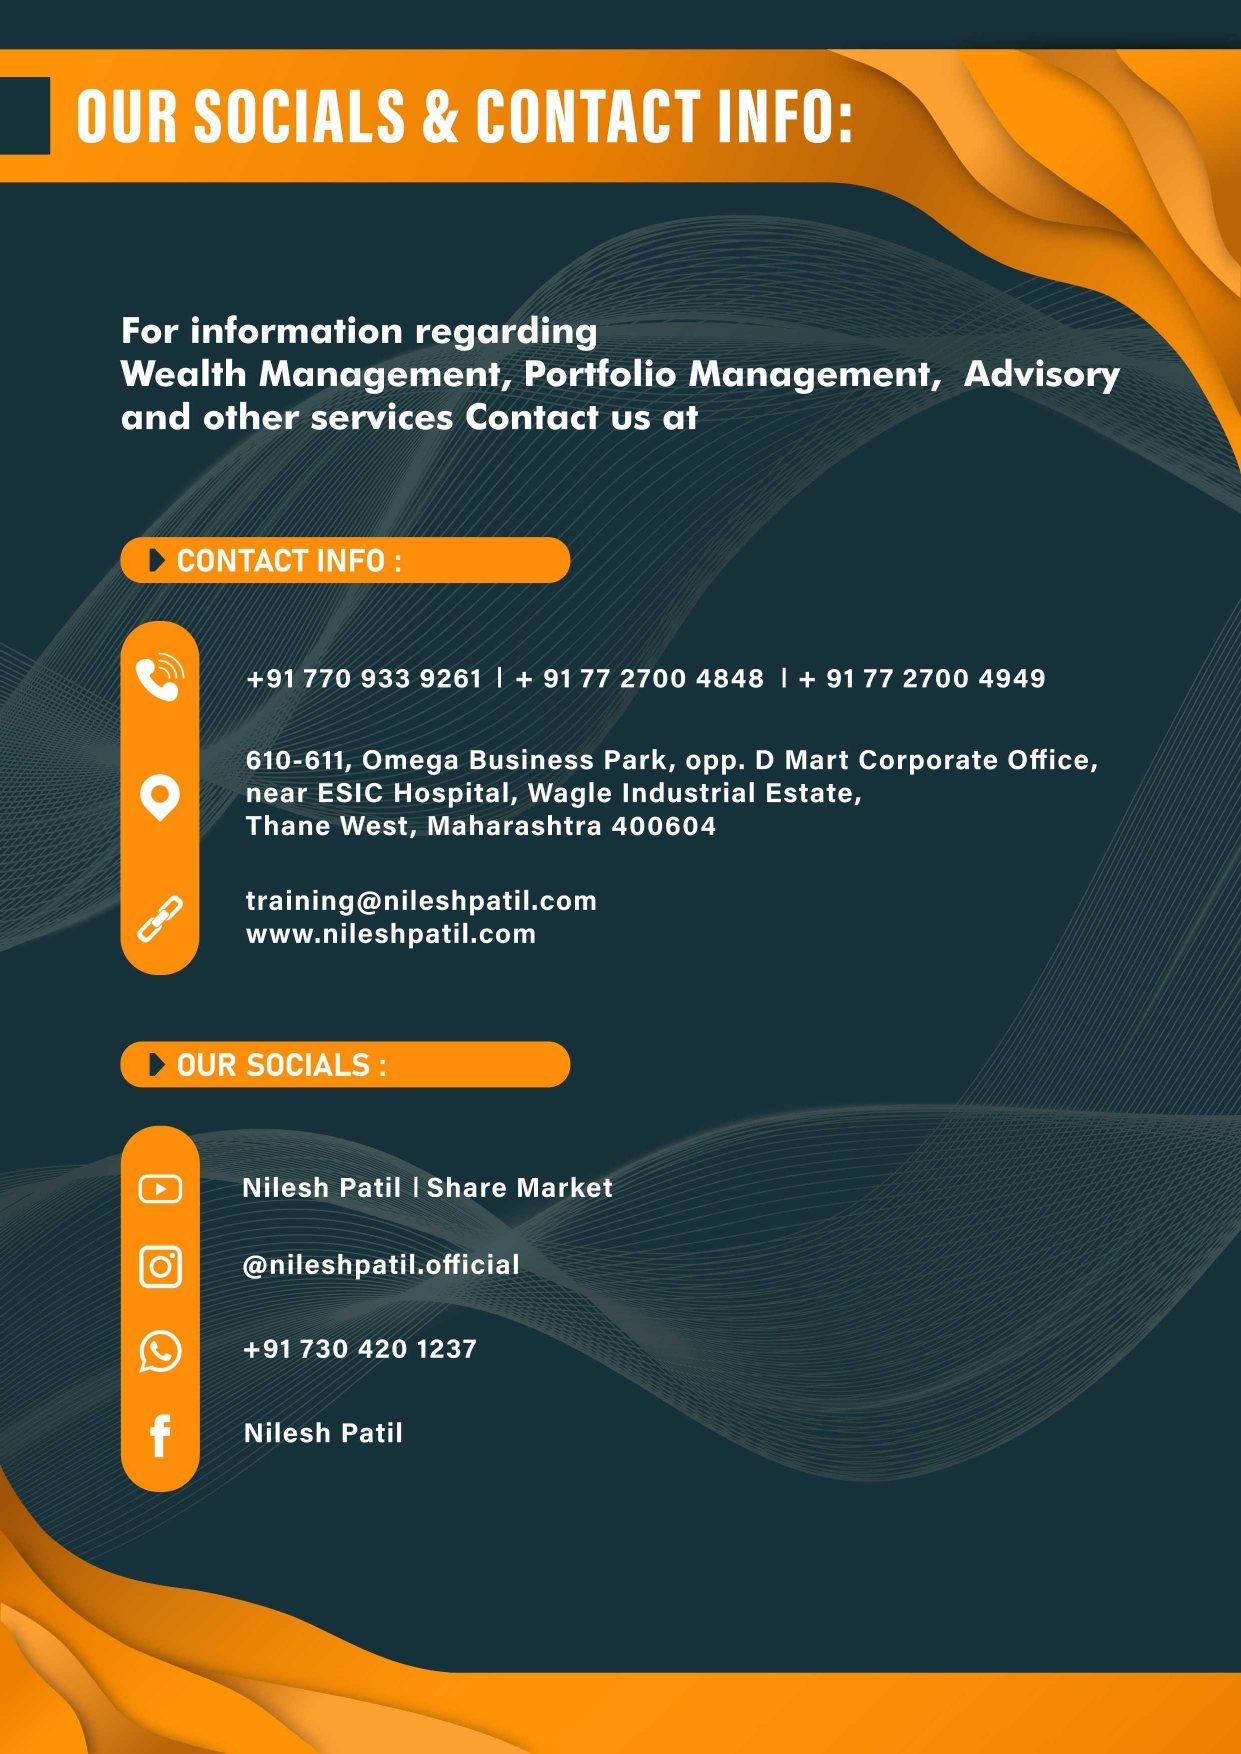 OUR SOCIALS & CONTACT INFO:
For information regarding
Wealth Management, Portfolio Management,  Advisory
and other services Contact us at
CONTACT INFO :
+91 770 933 9261 | + 91 77 2700 4848 | + 91 77 2700 4949
610-611, Omega Business Park, opp. D Mart Corporate Office,
near ESIC Hospital, Wagle Industrial Estate,
Thane West, Maharashtra 400604
training@nileshpatil.com
www.nileshpatil.com
OUR SOCIALS :
Nilesh Patil | Share Market
@nileshpatil.official
+91 730 420 1237
Nilesh Patil